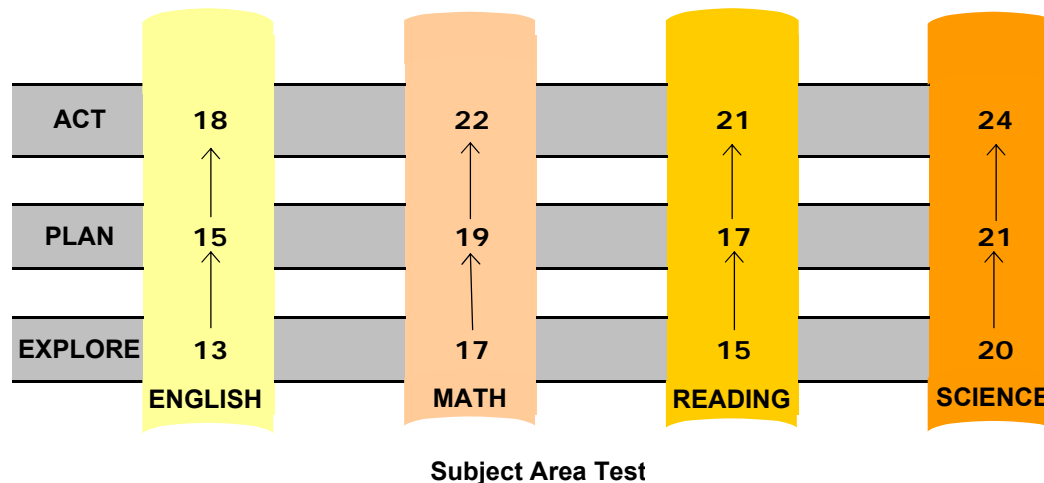 ACT 18 22 21 24
PLAN 15 19 17 21
EXPLORE 13 17 15 20
ENGLISH MATH READING SCIENCE
Subject Area Test